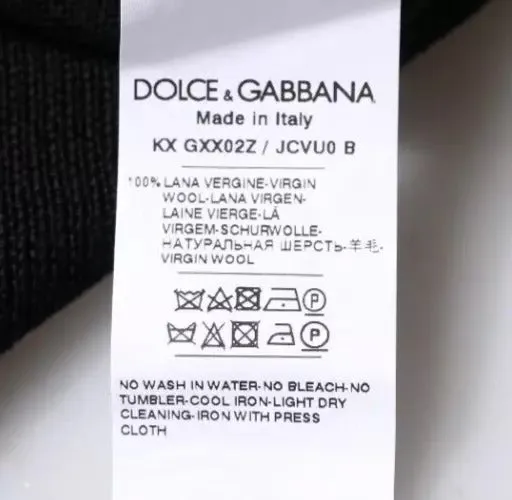 DOLCE & GABBANA
Made in Italy
KX GXX02Z / JCVU0 B
100% LANA VERGINE-VIRGIN
WOOL-LANA VIRGEN-
LAINE VIERGE-LÃ
VIRGEM-SCHURWOLLE-
НАТУРАЛЬНАЯ ШЕРСТЬ-羊毛-
VIRGIN WOOL
P
P
NO WASH IN WATER-NO BLEACH-NO
TUMBLER-COOL IRON-LIGHT DRY
CLEANING-IRON WITH PRESS
CLOTH